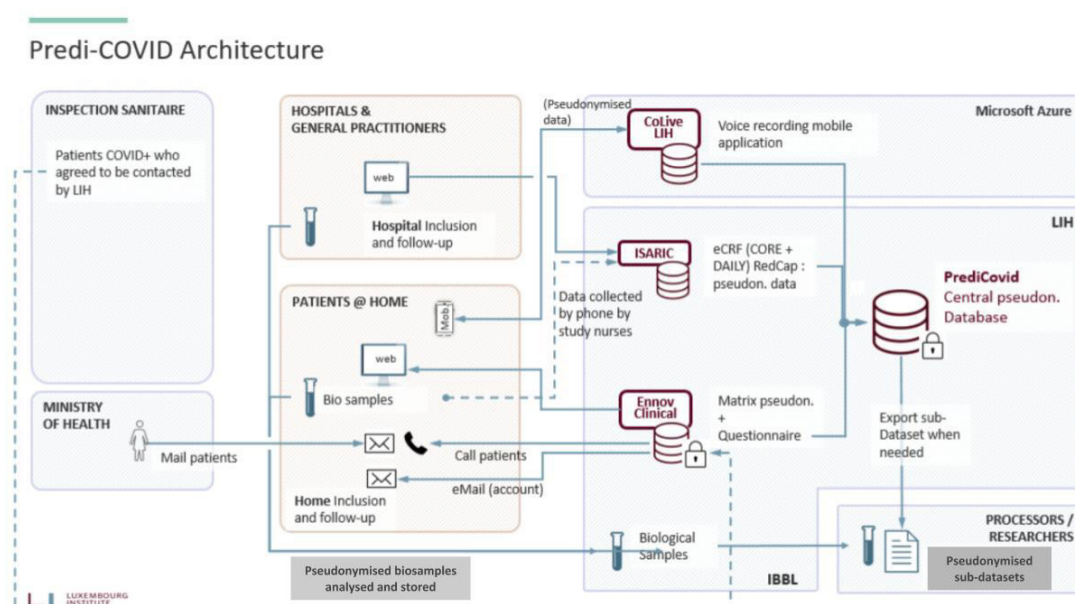 Predi-COVID Architecture
INSPECTION SANITAIRE
Patients COVID+ who
agreed to be contacted
by LIH
MINISTRY
OF HEALTH
Mail patients
HOSPITALS &
GENERAL PRACTITIONERS
web
Hospital Inclusion
and follow-up
PATIENTS @ HOME
Mob
web
Bio samples
Call patients
eMail (account)
Home Inclusion
and follow-up
Pseudonymised biosamples
analysed and stored
(Pseudonymised
data)
Microsoft Azure
CoLive
LIH
Voice recording mobile
application
LIH
ISARIC
eCRF (CORE +
DAILY) RedCap :
pseudon. data
Data collected
by phone by
study nurses
PrediCovid
Central pseudon.
Database
Ennov
Clinical
Matrix pseudon.
+
Questionnaire
Export sub-
Dataset when
needed
Biological
Samples
IBBL
PROCESSORS /
RESEARCHERS
Pseudonymised
sub-datasets
LUXEMBOURG
INSTITUTE